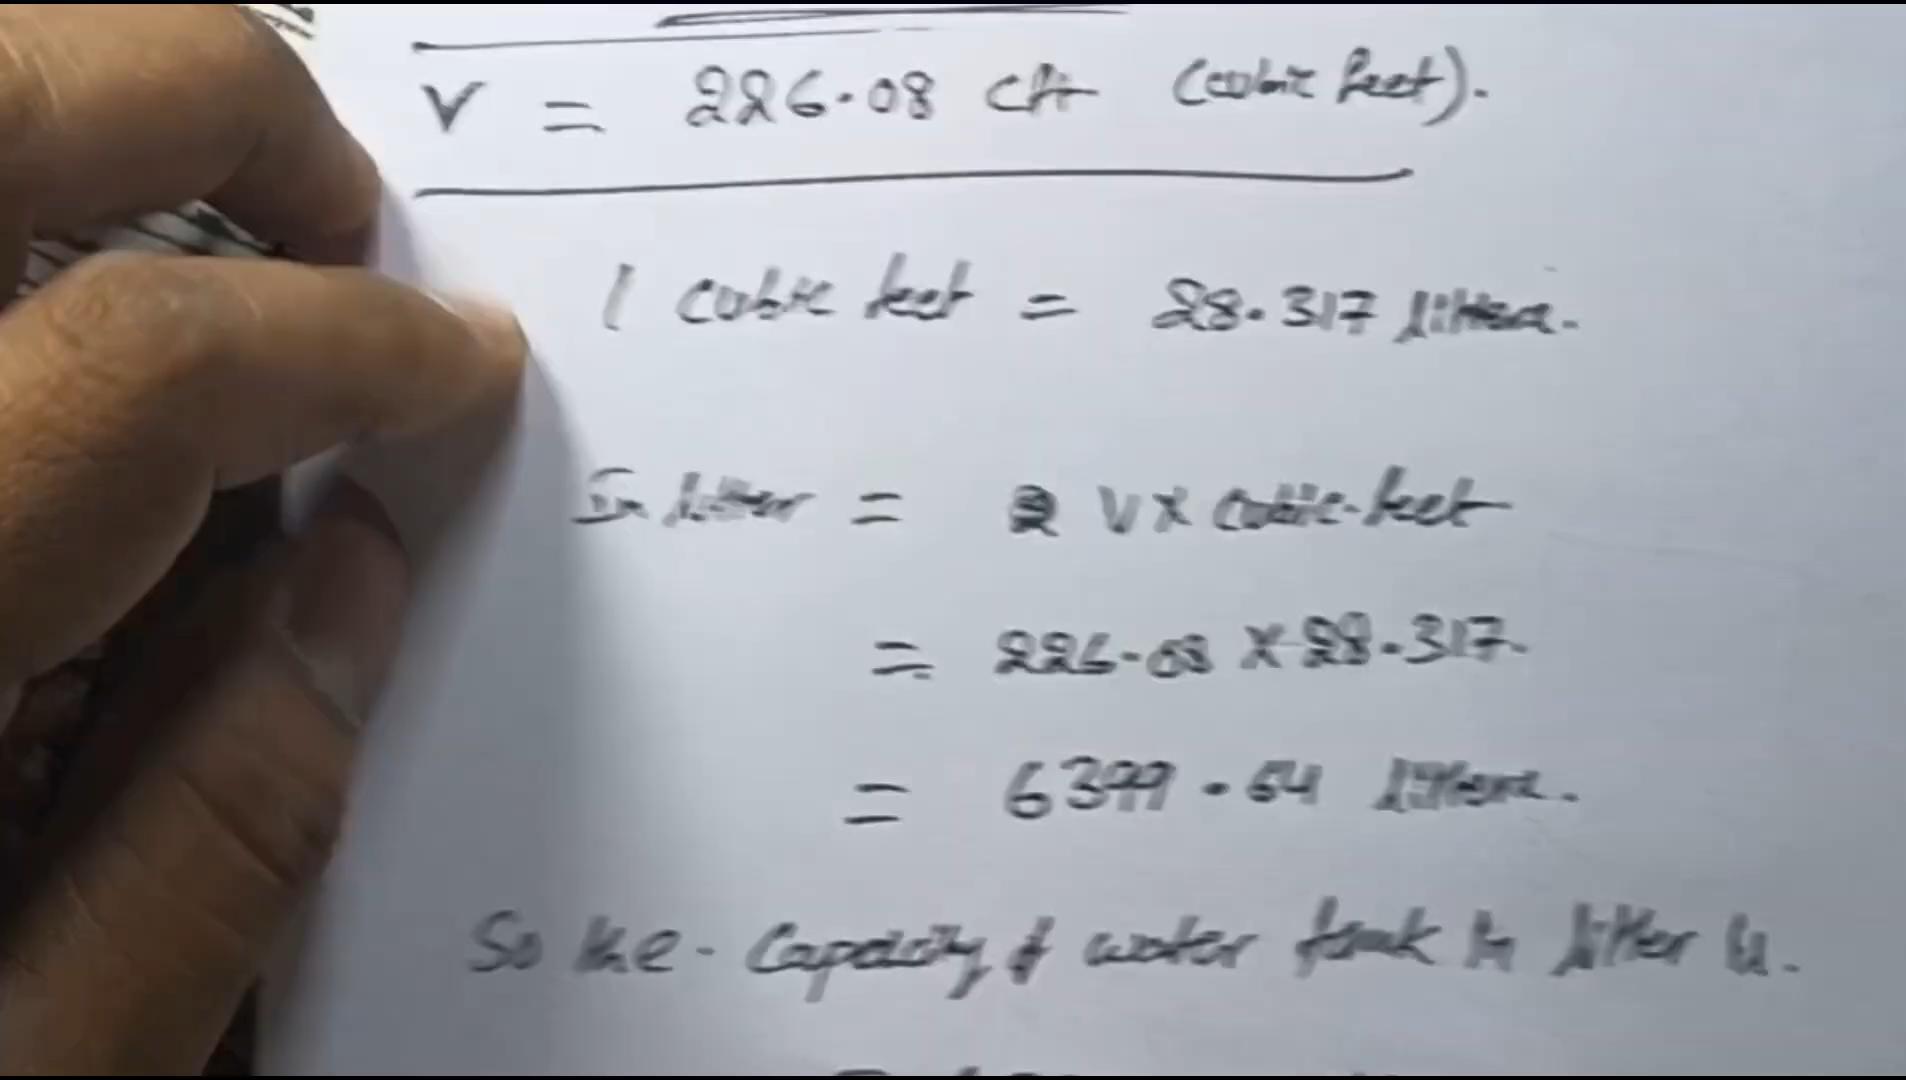 V = 226.08 cft (cubic feet).
1 cubic feet = 28.317 litters.
In litter = V x cubic-feet
= 226.08 x 28.317.
= 6399.64 litters.
So the - Capacity of water tank in litter is.